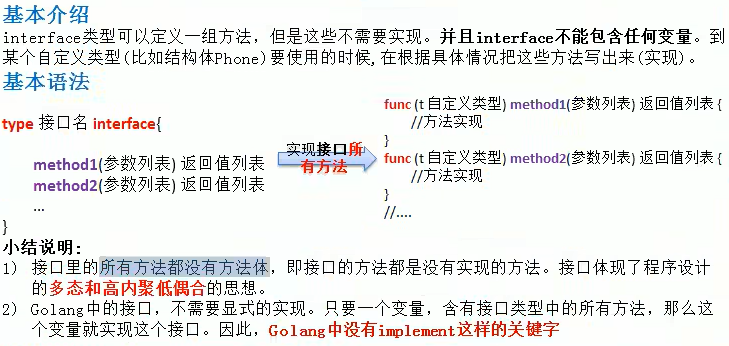 基本介绍
interface类型可以定义一组方法，但是这些不需要实现。并且interface不能包含任何变量。到
某个自定义类型(比如结构体Phone)要使用的时候,在根据具体情况把这些方法写出来(实现)。
基本语法
type 接口名 interface{
method1(参数列表) 返回值列表
method2(参数列表) 返回值列表
...
}
实现接口所
有方法
func (t 自定义类型) method1(参数列表) 返回值列表 {
//方法实现
}
func (t 自定义类型) method2(参数列表) 返回值列表 {
//方法实现
}
//....
小结说明:
1) 接口里的所有方法都没有方法体，即接口的方法都是没有实现的方法。接口体现了程序设计
的多态和高内聚低偶合的思想。
2) Golang中的接口，不需要显式的实现。只要一个变量，含有接口类型中的所有方法，那么这
个变量就实现这个接口。因此，Golang中没有implement这样的关键字